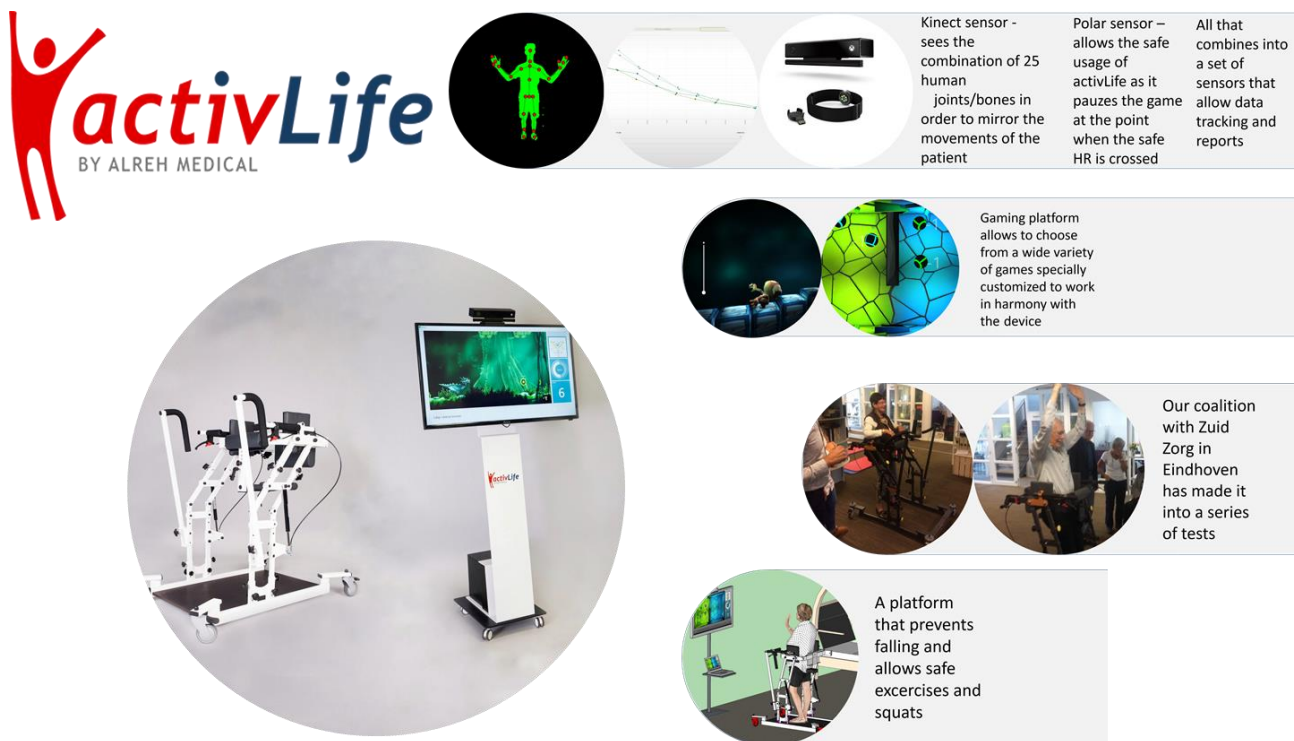 activLife
BY ALREH MEDICAL
Kinect sensor -
sees the
combination of 25
human
joints/bones in
order to mirror the
movements of the
patient
Polar sensor –
allows the safe
usage of
activLife as it
pauzes the game
at the point
when the safe
HR is crossed
All that
combines into
a set of
sensors that
allow data
tracking and
reports
Gaming platform
allows to choose
from a wide variety
of games specially
customized to work
in harmony with
the device
6
activLife
Our coalition
with Zuid
Zorg in
Eindhoven
has made it
into a series
of tests
A platform
that prevents
falling and
allows safe
excercises and
squats